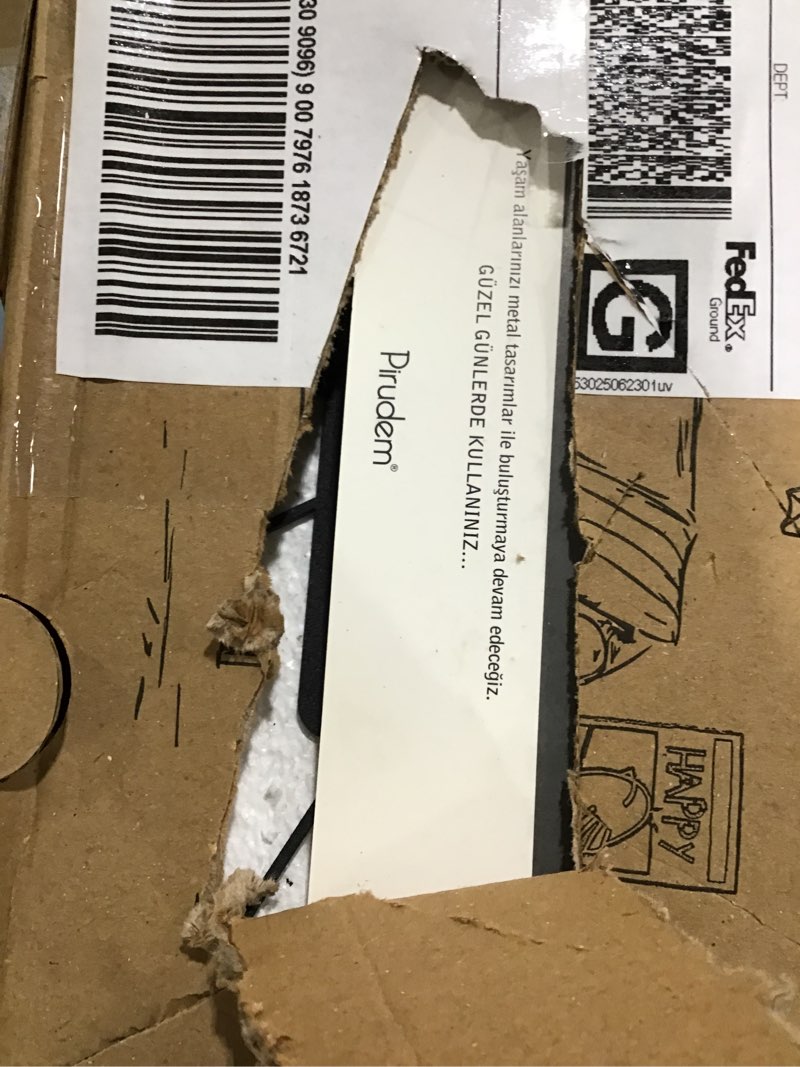 30 9096) 9 00 7976 1873 6721
DEPT
FedEx®
Ground
G
53025062301uv
Yaşam alanlarınızı metal tasarımlar ile buluşturmaya devam edeceğiz.
GÜZEL GÜNLERDE KULLANINIZ...
Pirudem®
HAPPY